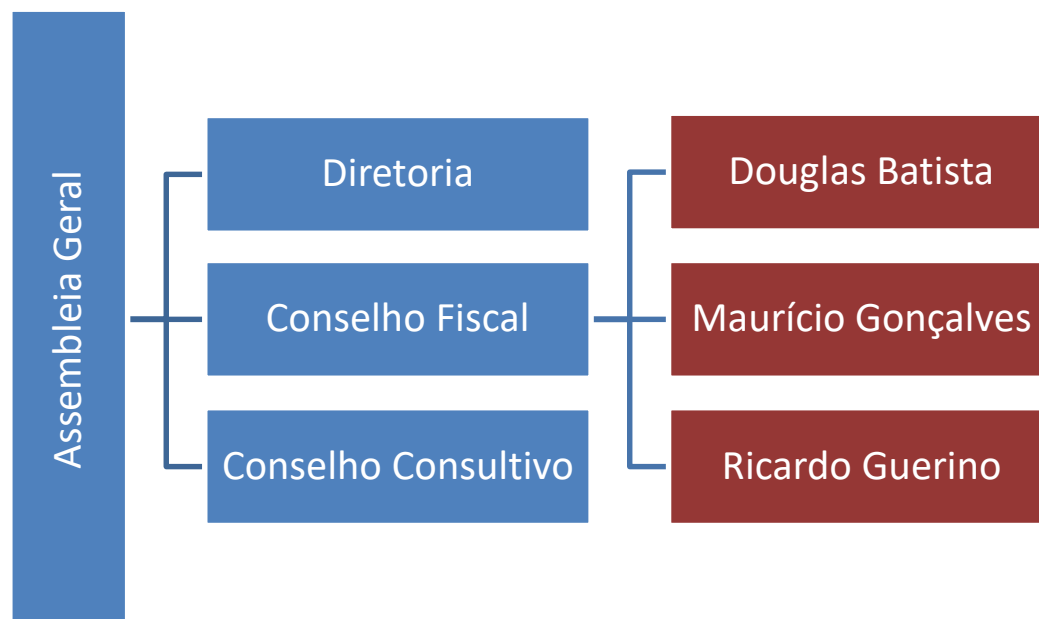 Assembleia Geral
Diretoria
Conselho Fiscal
Conselho Consultivo
Douglas Batista
Maurício Gonçalves
Ricardo Guerino